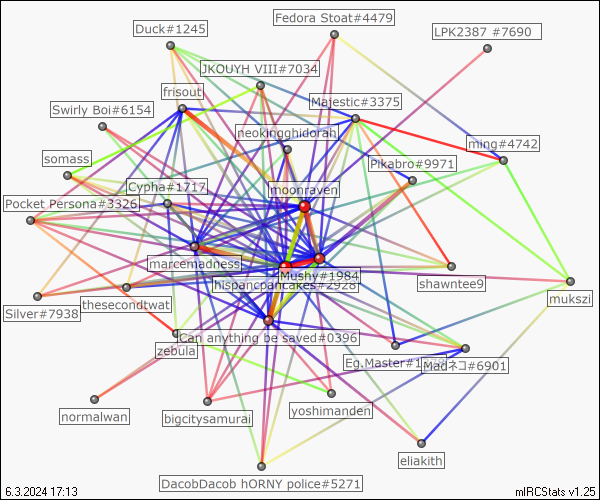 Fedora Stoat#4479
Duck#1245
LPK2387 #7690
JKOUYH VIII#7034
frisout
Majestic#3375
Swirly Boi#6154
neokingghidorah
ming#4742
somass
Pikabro#9971
Cypha#1717
moonraven
Pocket Persona#3326
marcemadness
Mushy#1984
hispancpancakes#2928
shawntee9
mukszi
Silver#7938
thesecondtwat
Can anything be saved#0396
zebula
Madネコ#6901
normalwan
bigcitysamurai
yoshimanden
eliakith
DacobDacob hORNY police#5271
6.3.2024 17:13
mIRCStats v1.25